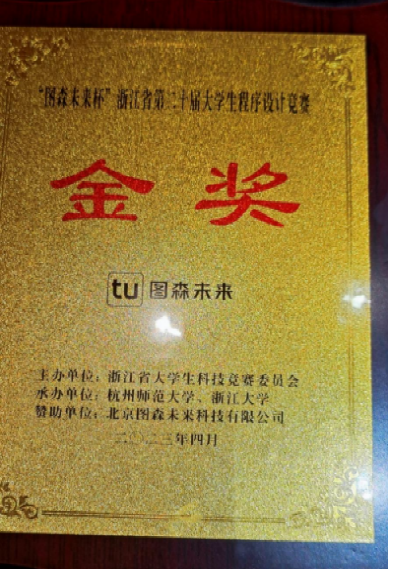 “图森未来杯”浙江省第二十届大学生程序设计竞赛
金 奖
tu 图森未来
主办单位：浙江省大学生科技竞赛委员会
承办单位：杭州师范大学、浙江大学
赞助单位：北京图森未来科技有限公司
二〇二三年四月